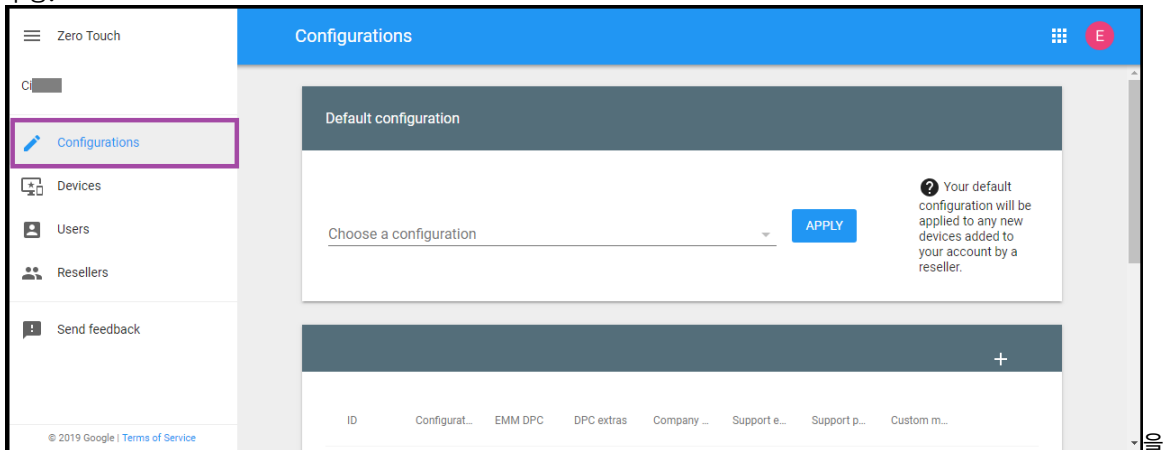 Zero Touch
Configurations
E
Ci
Configurations
Devices
Users
Resellers
Send feedback
© 2019 Google | Terms of Service
Default configuration
Choose a configuration
APPLY
Your default
configuration will be
applied to any new
devices added to
your account by a
reseller.
ID Configurat... EMM DPC DPC extras Company ... Support e... Support p... Custom m...
을